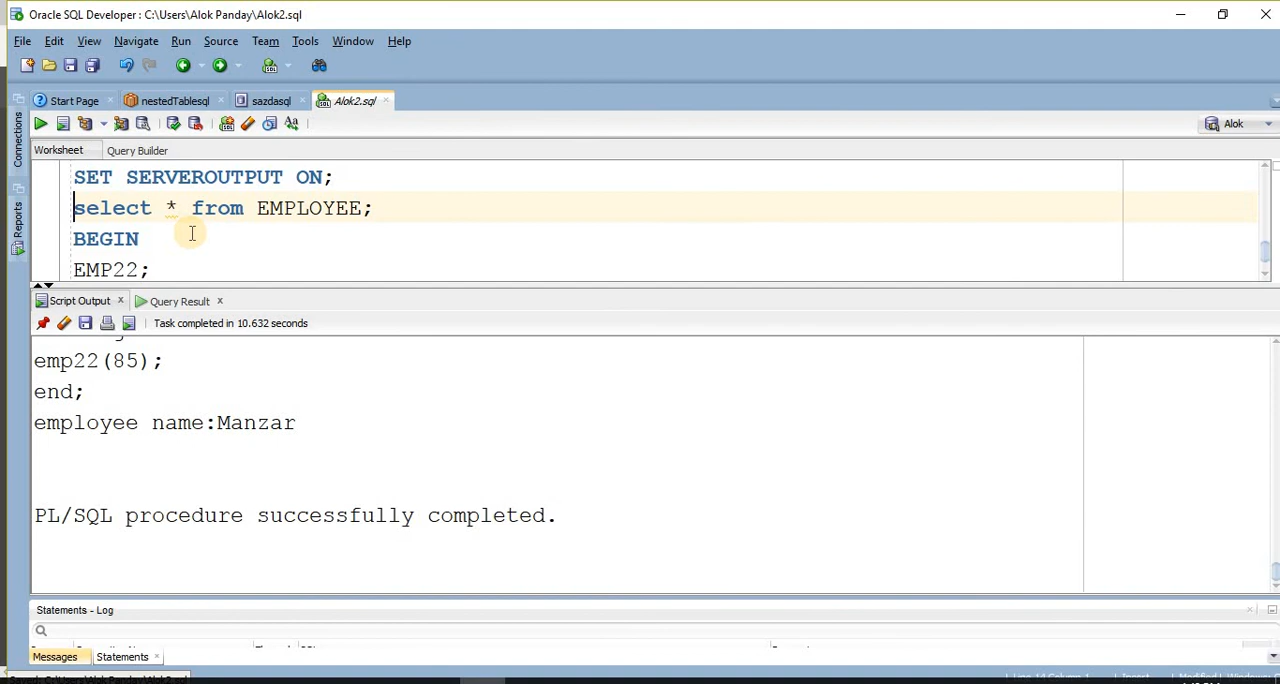 Oracle SQL Developer : C:\Users\Alok Panday\Alok2.sql
File Edit View Navigate Run Source Team Tools Window Help
Start Page nestedTablesql sazdasql Alok2.sql
Alok
Worksheet Query Builder
Connections
Reports
SET SERVEROUTPUT ON;
select * from EMPLOYEE;
BEGIN
EMP22;
Script Output Query Result
Task completed in 10.632 seconds
emp22(85);
end;
employee name:Manzar
PL/SQL procedure successfully completed.
Statements - Log
Messages Statements